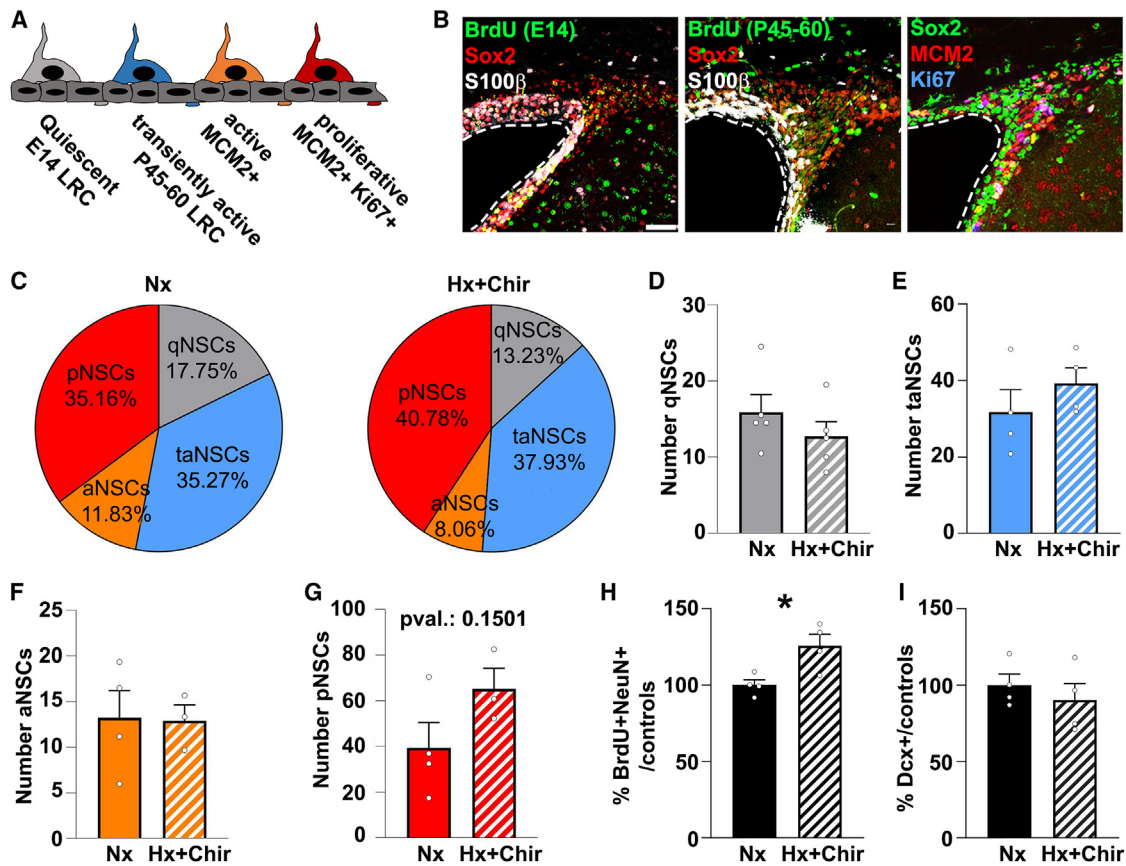 A
Quiescent
E14 LRC
transiently active
P45-60 LRC
active
MCM2+
proliferative
MCM2+ Ki67+
B
BrdU (E14)
Sox2
S100β
BrdU (P45-60)
Sox2
S100β
Sox2
MCM2
Ki67
C
Nx
pNSCs
35.16%
qNSCs
17.75%
taNSCs
35.27%
aNSCs
11.83%
Hx+Chir
pNSCs
40.78%
qNSCs
13.23%
taNSCs
37.93%
aNSCs
8.06%
D
Number qNSCs
30
20
10
0
Nx
Hx+Chir
E
Number taNSCs
60
40
20
0
Nx
Hx+Chir
F
Number aNSCs
25
20
15
10
5
0
Nx
Hx+Chir
G
Number pNSCs
100
80
60
40
20
0
pval.: 0.1501
Nx
Hx+Chir
H
% BrdU+NeuN+
/controls
150
100
50
0
*
Nx
Hx+Chir
I
% Dcx+/controls
150
100
50
0
Nx
Hx+Chir